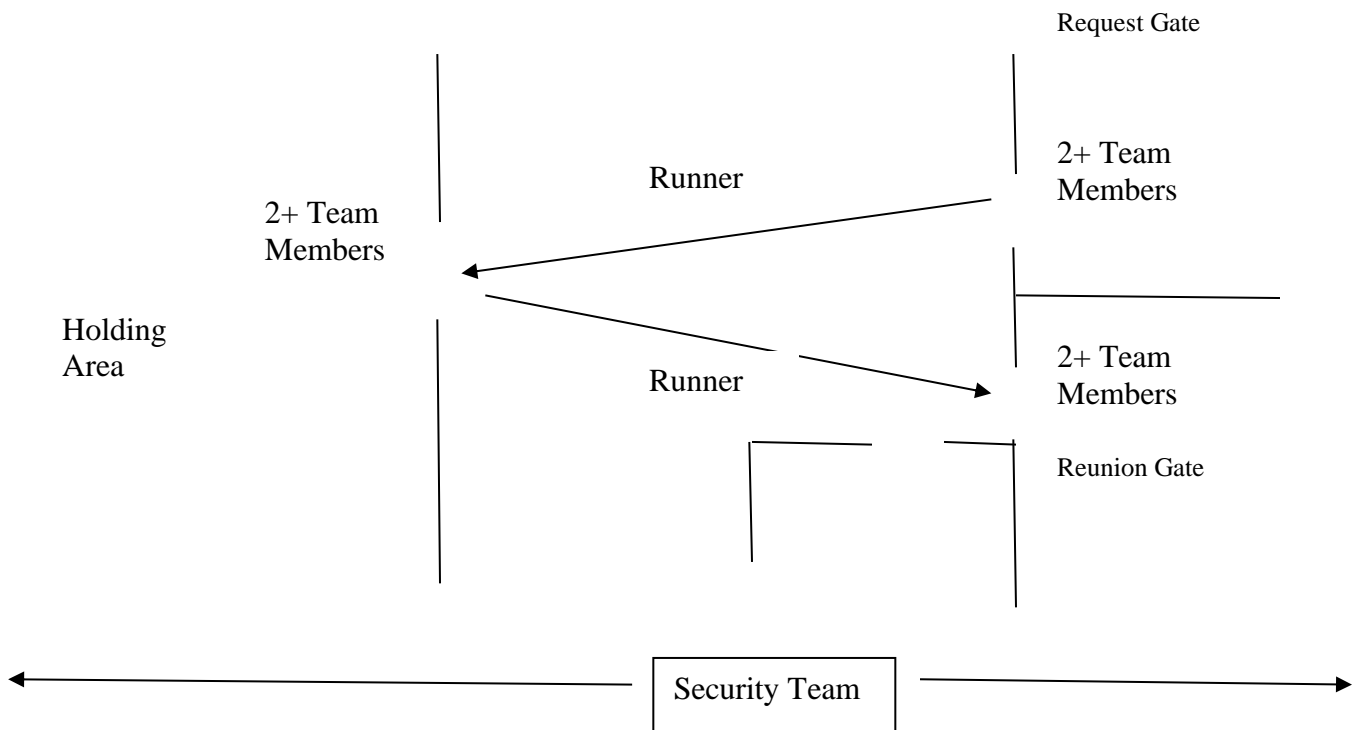 Request Gate
2+ Team
Members
Runner
2+ Team
Members
Holding
Area
2+ Team
Members
Runner
Reunion Gate
Security Team